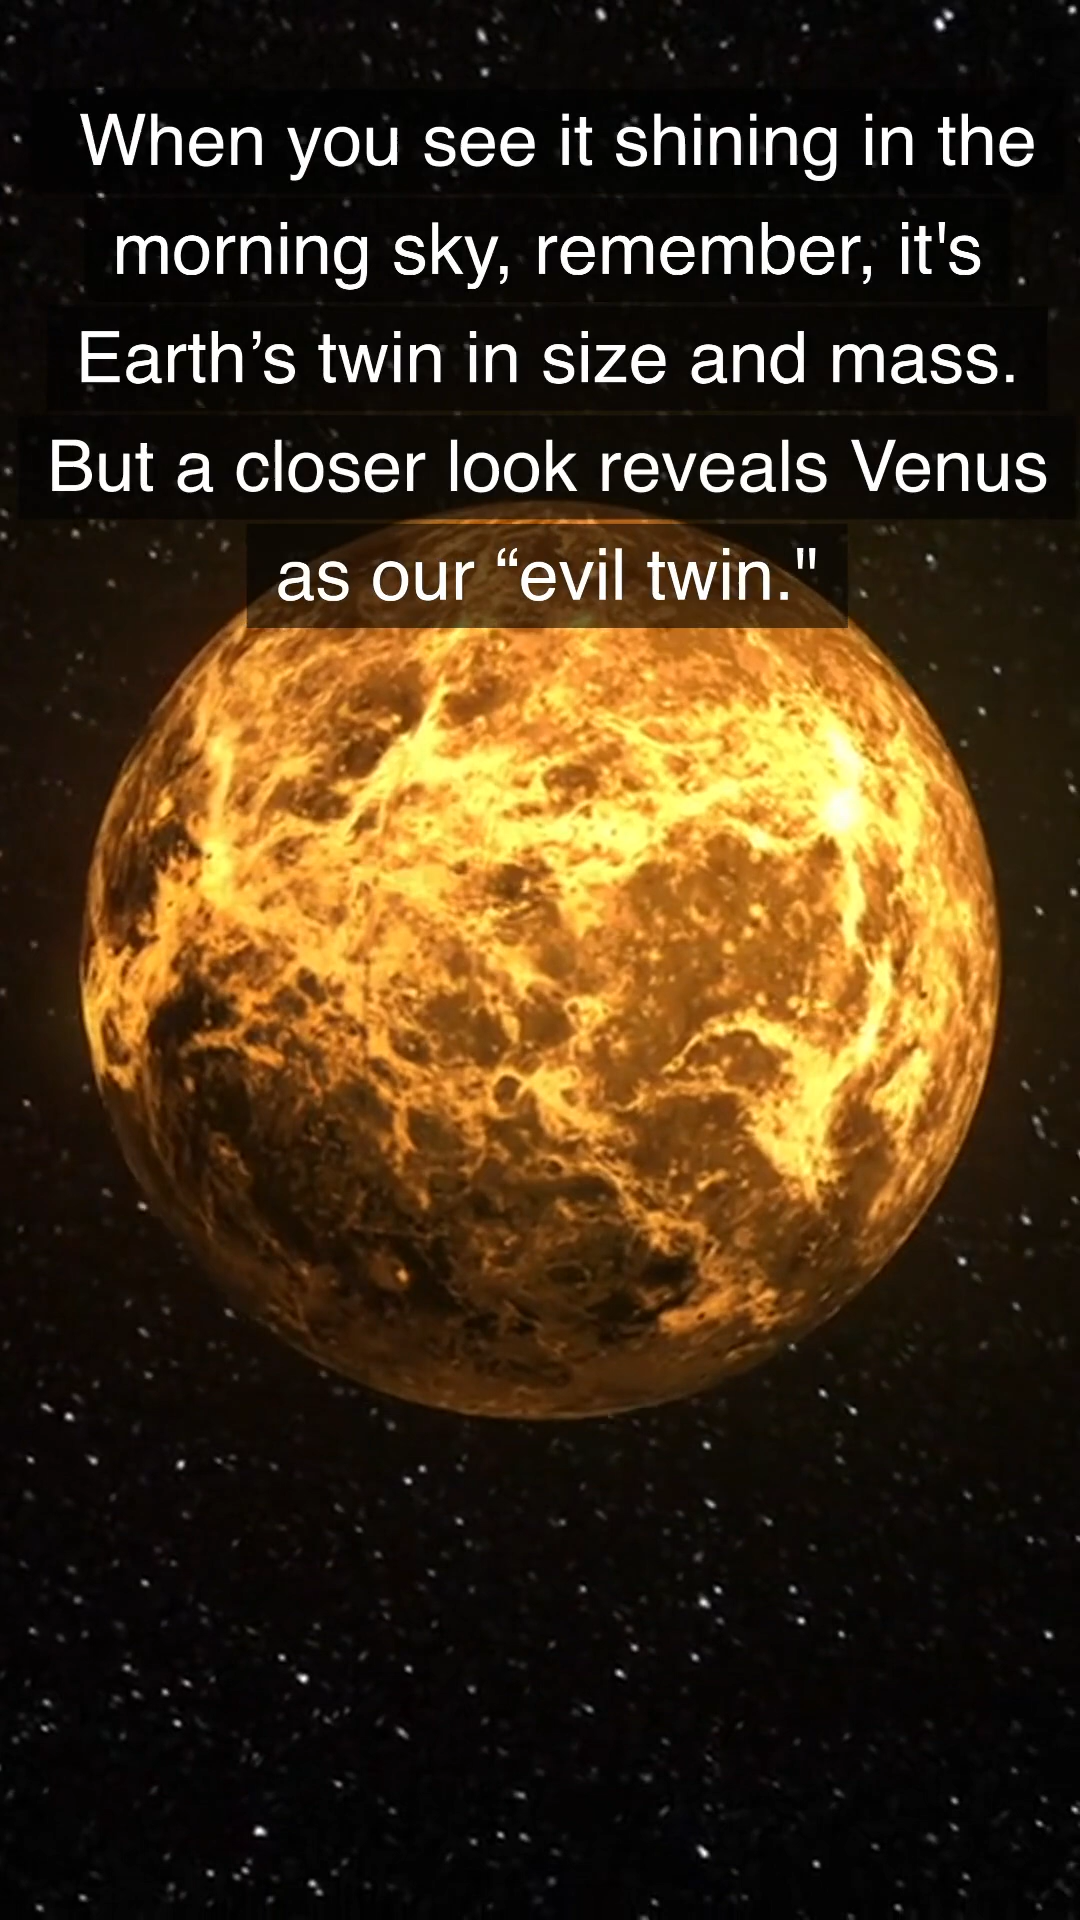 When you see it shining in the
morning sky, remember, it's
Earth’s twin in size and mass.
But a closer look reveals Venus
as our “evil twin."